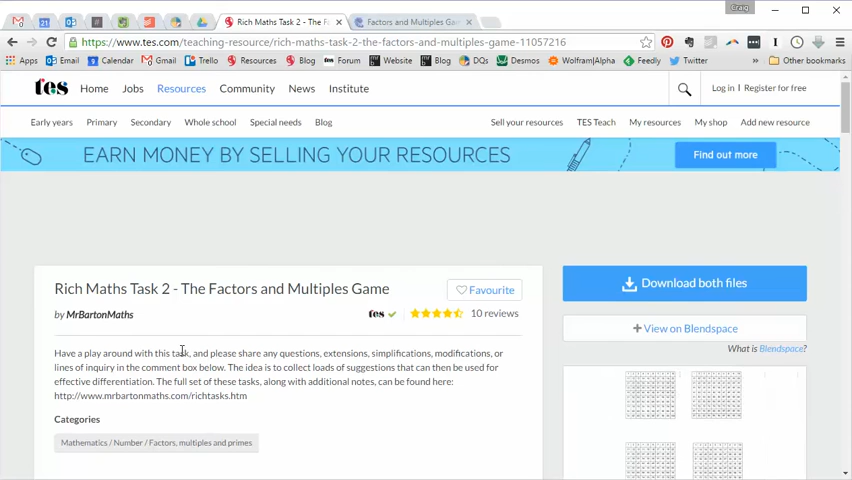 Craig
Rich Maths Task 2 - The F
Factors and Multiples Gam
https://www.tes.com/teaching-resource/rich-maths-task-2-the-factors-and-multiples-game-11057216
Apps Email Calendar Gmail Trello Resources Blog Forum Website Blog DQs Desmos Wolfram|Alpha Feedly Twitter » Other bookmarks
tes Home Jobs Resources Community News Institute Log in | Register for free
Early years Primary Secondary Whole school Special needs Blog Sell your resources TES Teach My resources My shop Add new resource
EARN MONEY BY SELLING YOUR RESOURCES Find out more
Rich Maths Task 2 - The Factors and Multiples Game Favourite
Download both files
by MrBartonMaths tes 10 reviews
+ View on Blendspace
What is Blendspace?
Have a play around with this task, and please share any questions, extensions, simplifications, modifications, or
lines of inquiry in the comment box below. The idea is to collect loads of suggestions that can then be used for
effective differentiation. The full set of these tasks, along with additional notes, can be found here:
http://www.mrbartonmaths.com/richtasks.htm
Categories
Mathematics / Number / Factors, multiples and primes